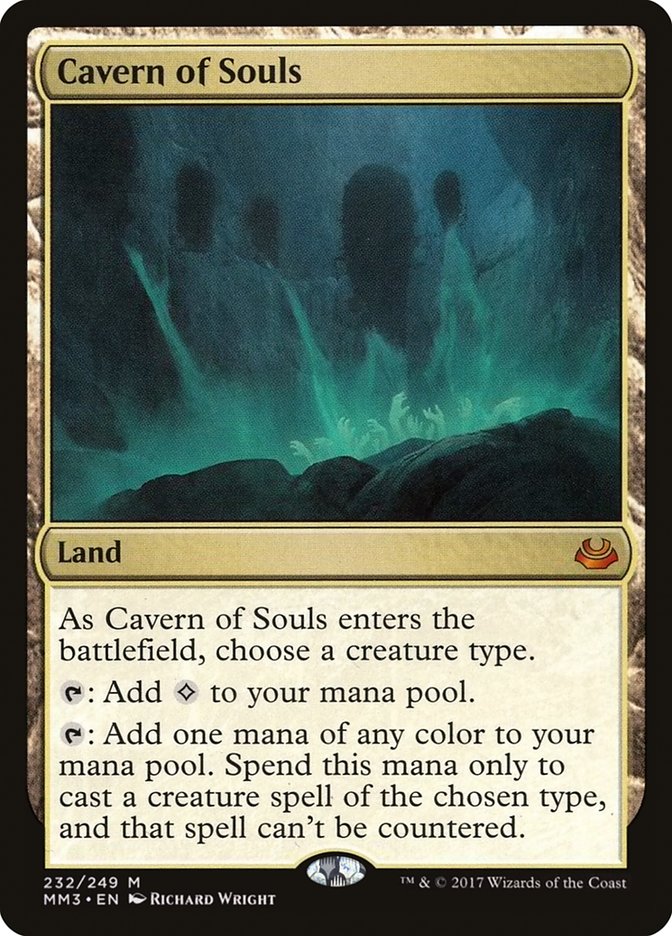 Cavern of Souls
Land
As Cavern of Souls enters the
battlefield, choose a creature type.
: Add to your mana pool.
: Add one mana of any color to your
mana pool. Spend this mana only to
cast a creature spell of the chosen type,
and that spell can't be countered.
232/249 M
MM3 • EN Richard Wright
™ & © 2017 Wizards of the Coast